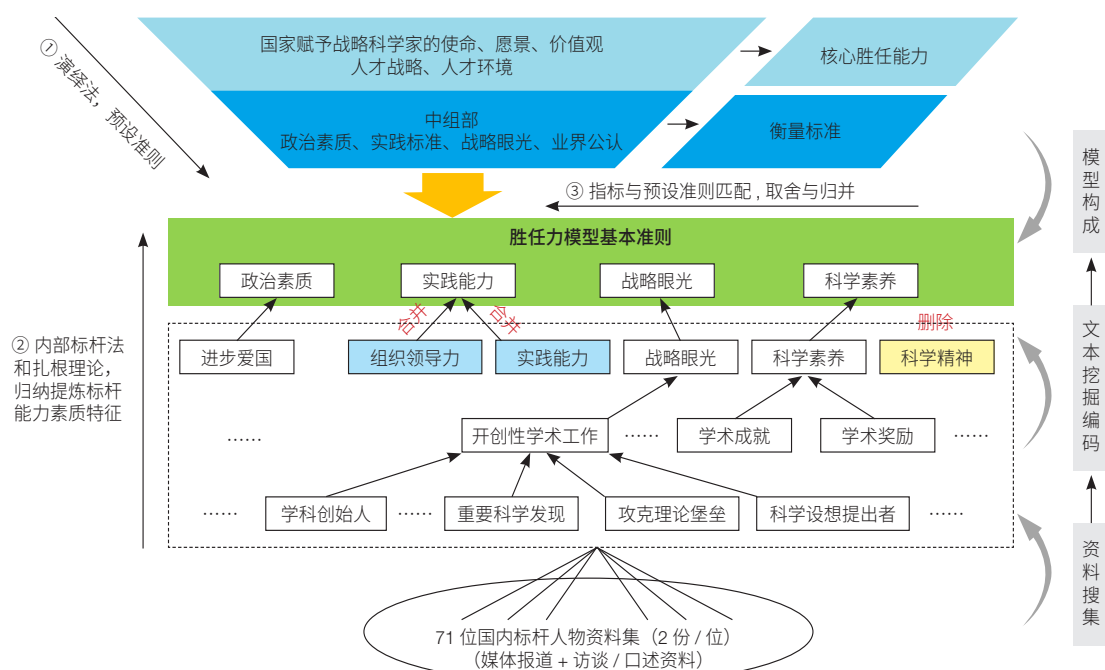 ① 演绎法，预设准则
国家赋予战略科学家的使命、愿景、价值观
人才战略、人才环境
核心胜任能力
中组部
政治素质、实践标准、战略眼光、业界公认
衡量标准
③ 指标与预设准则匹配 , 取舍与归并
胜任力模型基本准则
政治素质
实践能力
战略眼光
科学素养
合并
合并
删除
② 内部标杆法
和扎根理论，
归纳提炼标杆
能力素质特征
进步爱国
组织领导力
实践能力
战略眼光
科学素养
科学精神
……
开创性学术工作
……
学术成就
学术奖励
……
……
学科创始人
……
重要科学发现
攻克理论堡垒
科学设想提出者
……
71 位国内标杆人物资料集（2 份 / 位）
（媒体报道 + 访谈 / 口述资料）
模型构成
文本挖掘编码
资料搜集